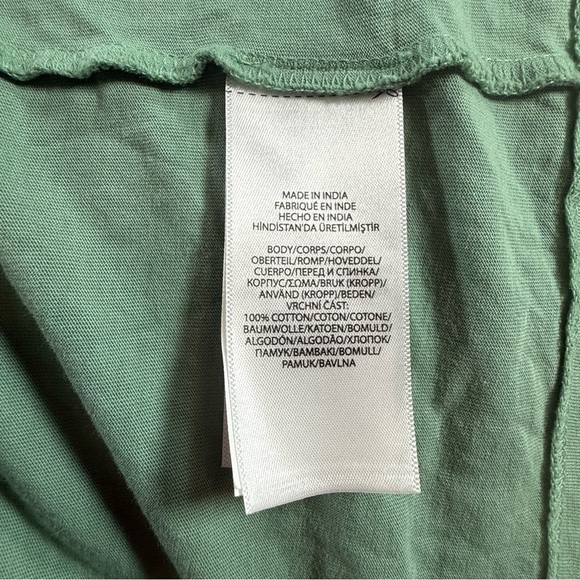 MADE IN INDIA
FABRIQUÉ EN INDE
HECHO EN INDIA
HİNDİSTAN'DA ÜRETİLMİŞTİR
BODY/CORPS/CORPO/
OBERTEIL/ROMP/HOVEDDEL/
CUERPO/ПЕРЕД И СПИНКА/
КОРПУС/ΣΩΜΑ/BRUK (KROPP)/
ANVÄND (KROPP)/BEDEN/
VRCHNÍ ČÁST:
100% COTTON/COTON/COTONE/
BAUMWOLLE/KATOEN/BOMULD/
ALGODÓN/ALGODÃO/ХЛОПОК/
ПАМУК/ΒΑΜΒΑΚΙ/BOMULL/
PAMUK/BAVLNA